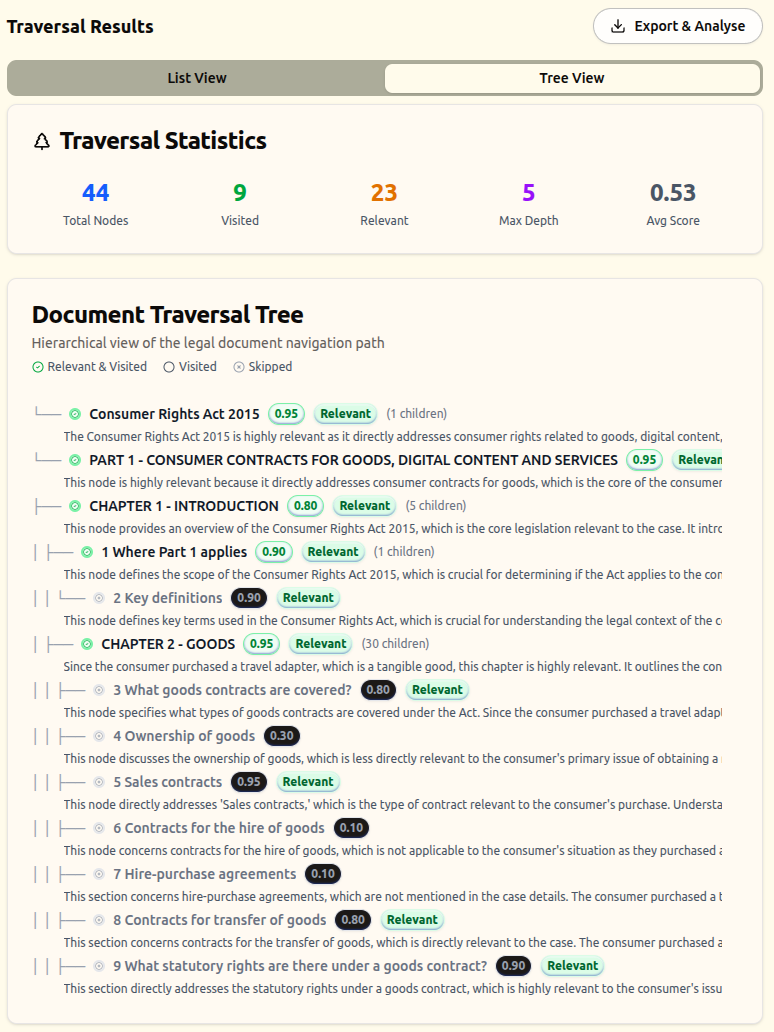 Traversal Results
Export & Analyse
List View
Tree View
Traversal Statistics
44
9
23
5
0.53
Total Nodes
Visited
Relevant
Max Depth
Avg Score
Document Traversal Tree
Hierarchical view of the legal document navigation path
Relevant & Visited
Visited
Skipped
Consumer Rights Act 2015 0.95 Relevant (1 children)
The Consumer Rights Act 2015 is highly relevant as it directly addresses consumer rights related to goods, digital content,
PART 1 - CONSUMER CONTRACTS FOR GOODS, DIGITAL CONTENT AND SERVICES 0.95 Relevan
This node is highly relevant because it directly addresses consumer contracts for goods, which is the core of the consumer
CHAPTER 1 - INTRODUCTION 0.80 Relevant (5 children)
This node provides an overview of the Consumer Rights Act 2015, which is the core legislation relevant to the case. It intro
1 Where Part 1 applies 0.90 Relevant (1 children)
This node defines the scope of the Consumer Rights Act 2015, which is crucial for determining if the Act applies to the con
2 Key definitions 0.90 Relevant
This node defines key terms used in the Consumer Rights Act, which is crucial for understanding the legal context of the c
CHAPTER 2 - GOODS 0.95 Relevant (30 children)
Since the consumer purchased a travel adapter, which is a tangible good, this chapter is highly relevant. It outlines the con
3 What goods contracts are covered? 0.80 Relevant
This node specifies what types of goods contracts are covered under the Act. Since the consumer purchased a travel adapt
4 Ownership of goods 0.30
This node discusses the ownership of goods, which is less directly relevant to the consumer's primary issue of obtaining a
5 Sales contracts 0.95 Relevant
This node directly addresses 'Sales contracts,' which is the type of contract relevant to the consumer's purchase. Understa
6 Contracts for the hire of goods 0.10
This node concerns contracts for the hire of goods, which is not applicable to the consumer's situation as they purchased a
7 Hire-purchase agreements 0.10
This section concerns hire-purchase agreements, which are not mentioned in the case details. The consumer purchased a t
8 Contracts for transfer of goods 0.80 Relevant
This section concerns contracts for the transfer of goods, which is directly relevant to the case. The consumer purchased a
9 What statutory rights are there under a goods contract? 0.90 Relevant
This section directly addresses the statutory rights under a goods contract, which is highly relevant to the consumer's issu